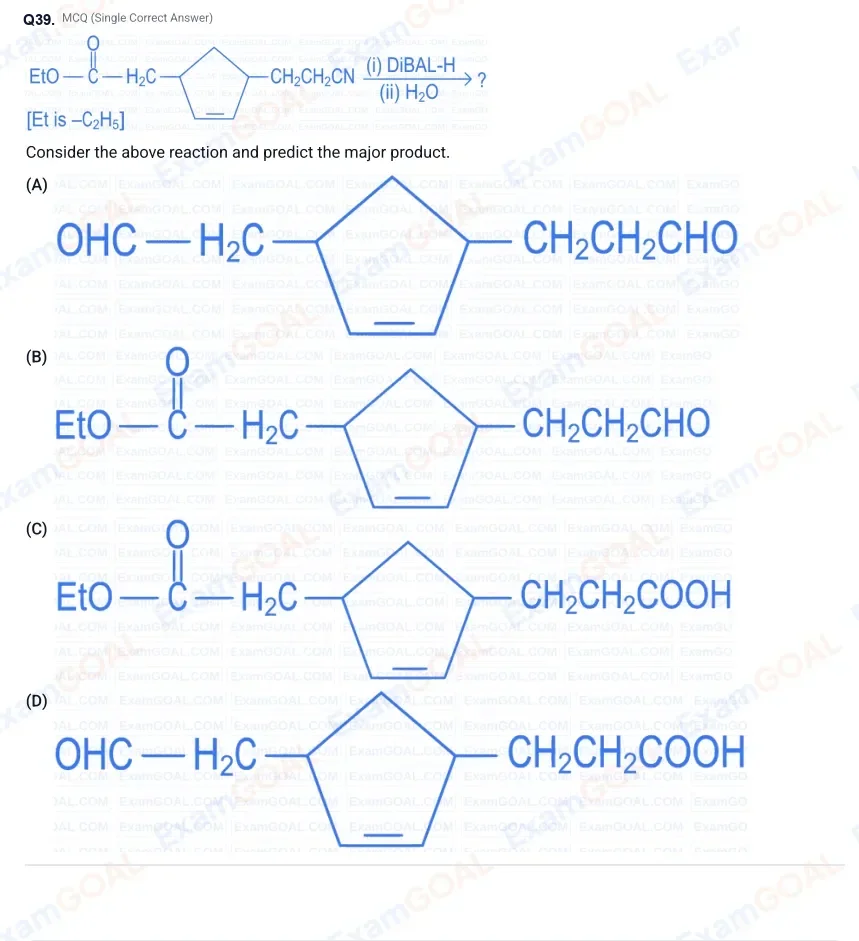 Q39. MCQ (Single Correct Answer)
O
EtO—C—H₂C— —CH₂CH₂CN (i) DiBAL-H ?
(ii) H₂O
[Et is –C₂H₅]
Consider the above reaction and predict the major product.
(A)
OHC—H₂C— —CH₂CH₂CHO
(B)
O
EtO—C—H₂C— —CH₂CH₂CHO
(C)
O
EtO—C—H₂C— —CH₂CH₂COOH
(D)
OHC—H₂C— —CH₂CH₂COOH